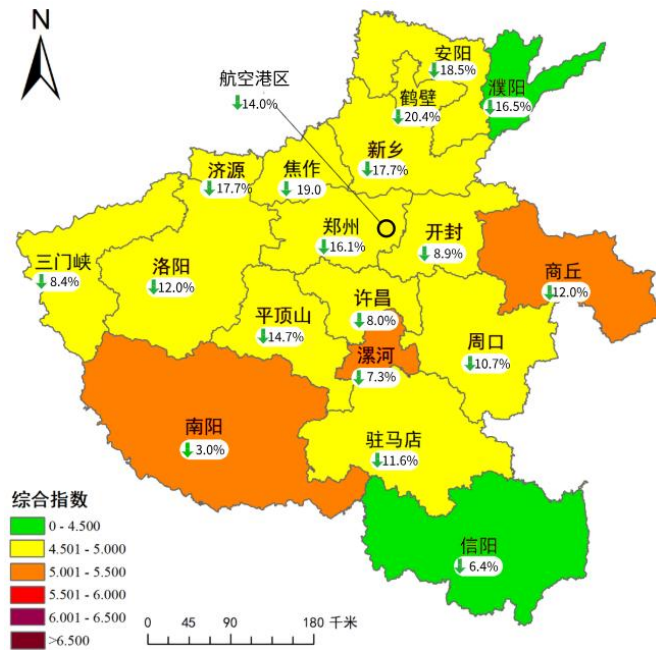 N
安阳
18.5%
航空港区
14.0%
濮阳
16.5%
鹤壁
20.4%
新乡
17.7%
济源
17.7%
焦作
19.0
郑州
16.1%
开封
8.9%
三门峡
8.4%
洛阳
12.0%
商丘
12.0%
平顶山
14.7%
许昌
8.0%
漯河
7.3%
周口
10.7%
南阳
3.0%
驻马店
11.6%
信阳
6.4%
综合指数
0 - 4.500
4.501 - 5.000
5.001 - 5.500
5.501 - 6.000
6.001 - 6.500
>6.500
0 45 90 180 千米